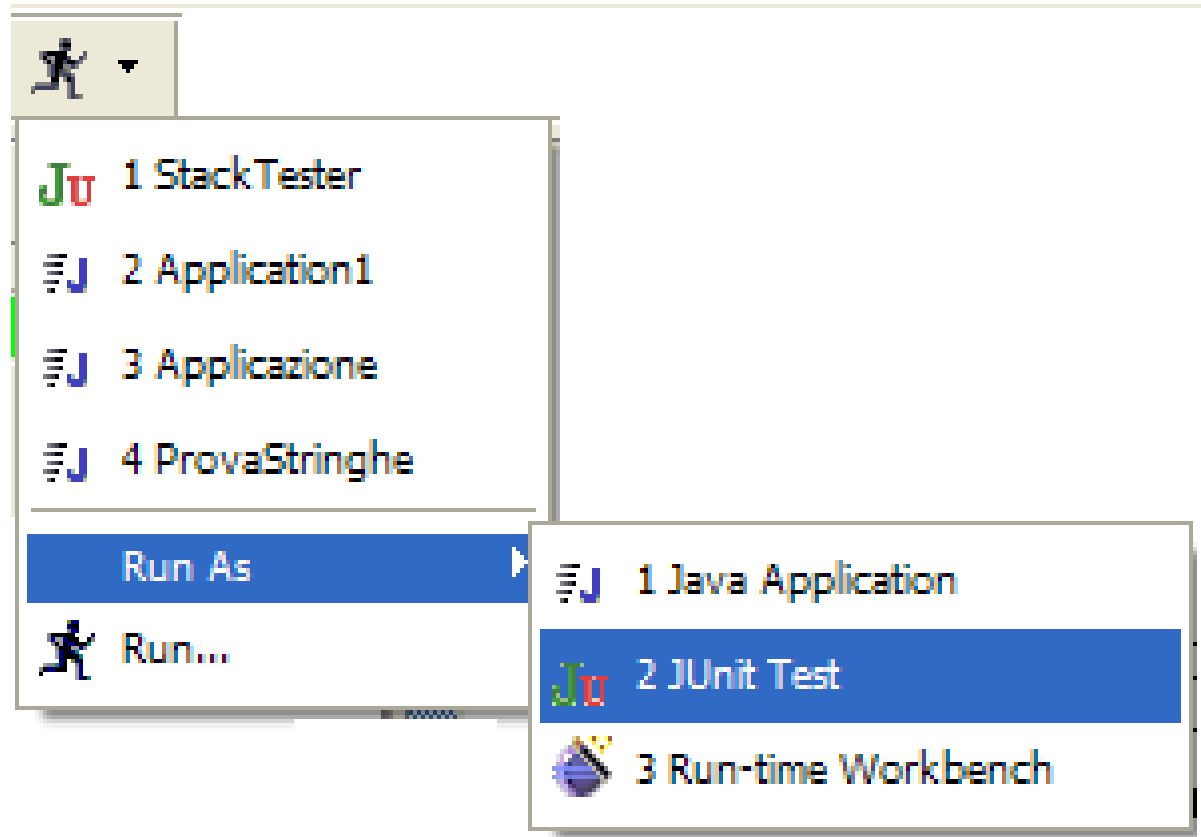 1 StackTester
2 Application1
3 Applicazione
4 ProvaStringhe
Run As
Run...
1 Java Application
2 JUnit Test
3 Run-time Workbench